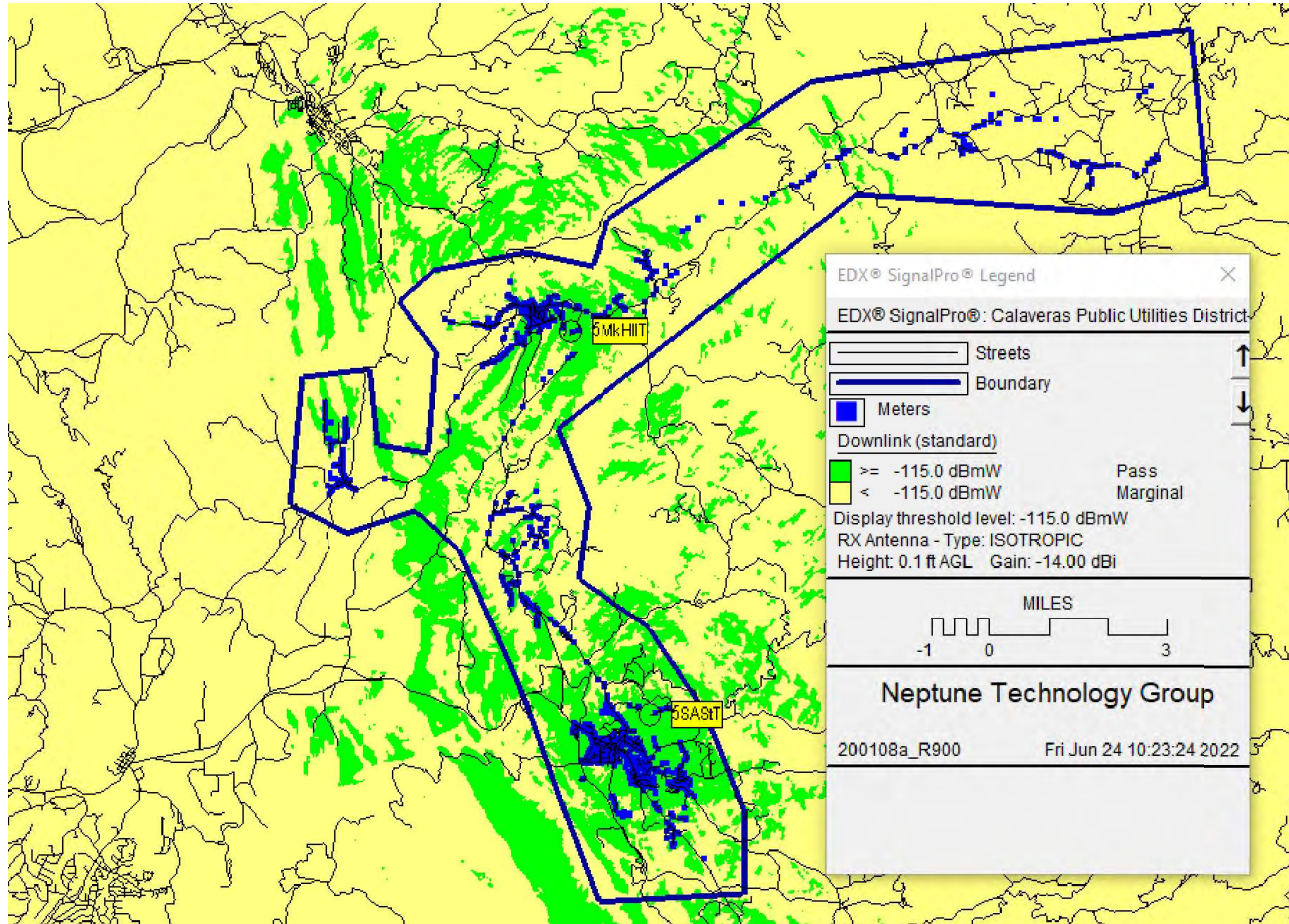 5MkHllT
5SAStT
EDX® SignalPro® Legend
EDX® SignalPro®: Calaveras Public Utilities District-
Streets
Boundary
Meters
Downlink (standard)
>= -115.0 dBmW Pass
< -115.0 dBmW Marginal
Display threshold level: -115.0 dBmW
RX Antenna - Type: ISOTROPIC
Height: 0.1 ft AGL Gain: -14.00 dBi
MILES
-1 0 3
Neptune Technology Group
200108a_R900 Fri Jun 24 10:23:24 2022